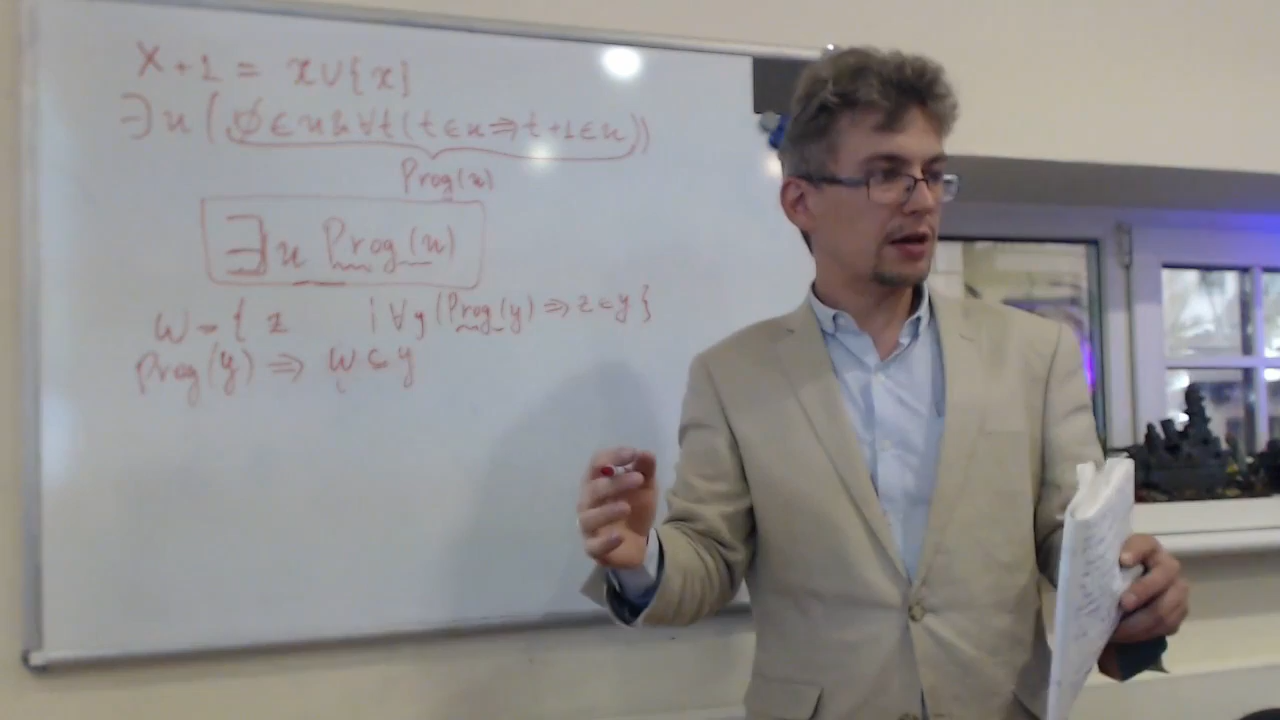 x+1 = x∪{x}
∃u(∅∈u & ∀t(t∈u⇒t+1∈u))
Prog(u)
∃u Prog(u)
ω = { z | ∀y(Prog(y) ⇒ z∈y }
Prog(y) ⇒ ω⊆y